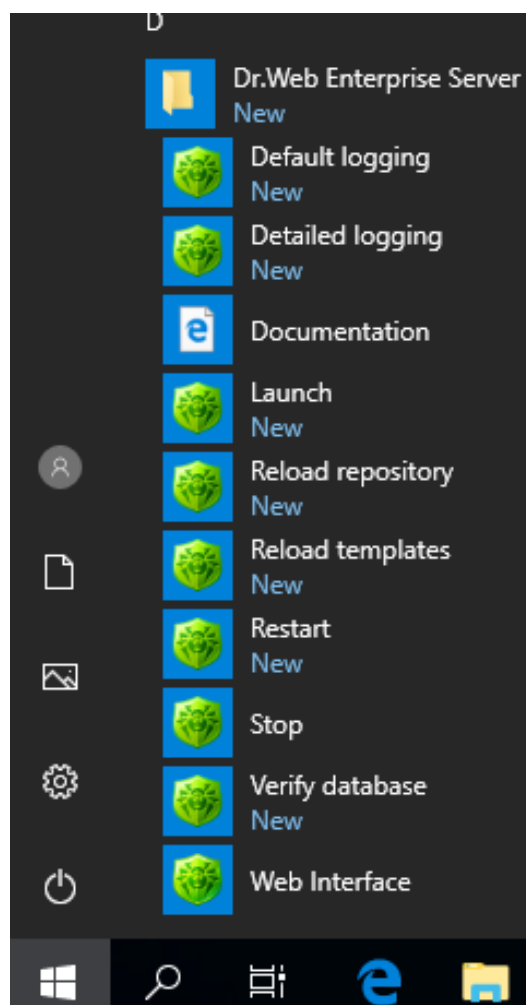 D
Dr.Web Enterprise Server
New
Default logging
New
Detailed logging
New
Documentation
Launch
New
Reload repository
New
Reload templates
New
Restart
New
Stop
Verify database
New
Web Interface